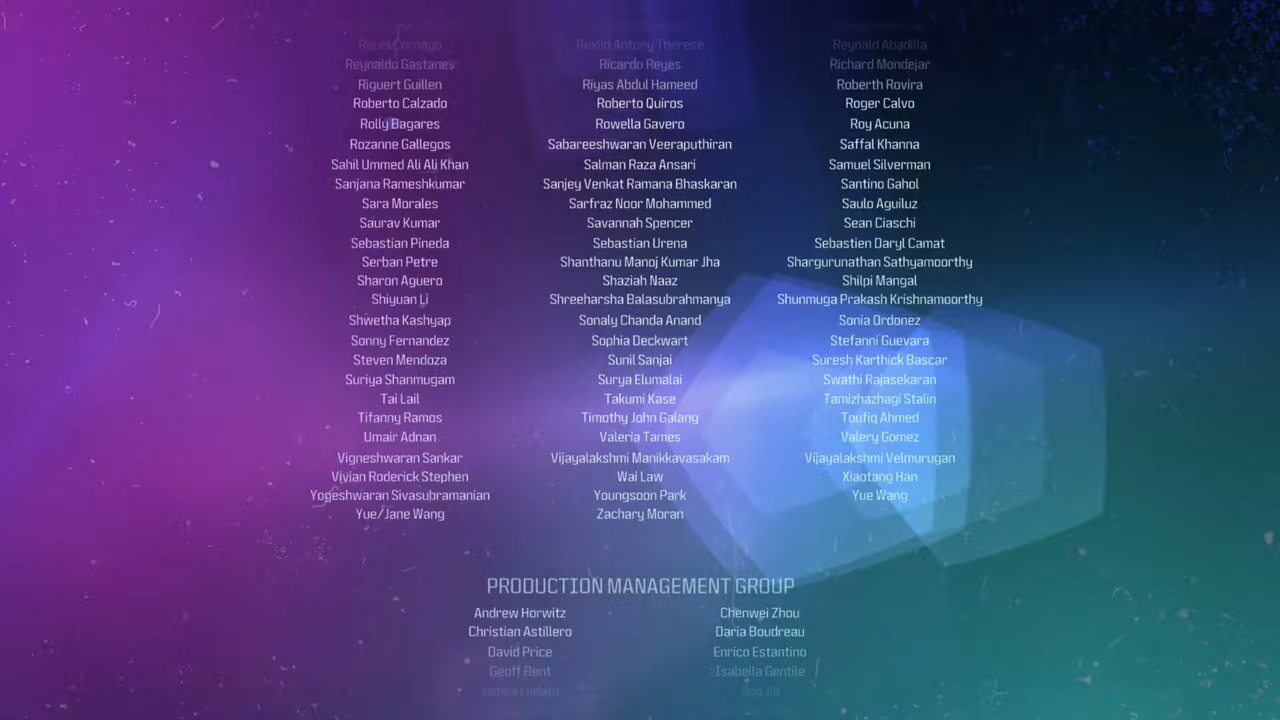 Rexlin Antony Therese Reynald Abadilla
Reynaldo Gastanes Ricardo Reyes Richard Mondejar
Riguert Guillen Riyas Abdul Hameed Roberth Rovira
Roberto Calzado Roberto Quiros Roger Calvo
Rolly Bagares Rowella Gavero Roy Acuna
Rozanne Gallegos Sabareeshwaran Veeraputhiran Saffal Khanna
Sahil Ummed Ali Ali Khan Salman Raza Ansari Samuel Silverman
Sanjana Rameshkumar Sanjey Venkat Ramana Bhaskaran Santino Gahol
Sara Morales Sarfraz Noor Mohammed Saulo Aguiluz
Saurav Kumar Savannah Spencer Sean Ciaschi
Sebastian Pineda Sebastian Urena Sebastien Daryl Camat
Serban Petre Shanthanu Manoj Kumar Jha Shargurunathan Sathyamoorthy
Sharon Aguero Shaziah Naaz Shilpi Mangal
Shiyuan Li Shreeharsha Balasubrahmanya Shunmuga Prakash Krishnamoorthy
Shwetha Kashyap Sonaly Chanda Anand Sonia Ordonez
Sonny Fernandez Sophia Deckwart Stefanni Guevara
Steven Mendoza Sunil Sanjai Suresh Karthick Bascar
Suriya Shanmugam Surya Elumalai Swathi Rajasekaran
Tai Lail Takumi Kase Tamizhazhagi Stalin
Tifanny Ramos Timothy John Galang Toufiq Ahmed
Umair Adnan Valeria Tames Valery Gomez
Vigneshwaran Sankar Vijayalakshmi Manikkavasakam Vijayalakshmi Velmurugan
Vivian Roderick Stephen Wai Law Xiaotang Han
Yogeshwaran Sivasubramanian Youngsoon Park Yue Wang
Yue/Jane Wang Zachary Moran
PRODUCTION MANAGEMENT GROUP
Andrew Horwitz Chenwei Zhou
Christian Astillero Daria Boudreau
David Price Enrico Estantino
Geoff Bent Isabella Gentile
James